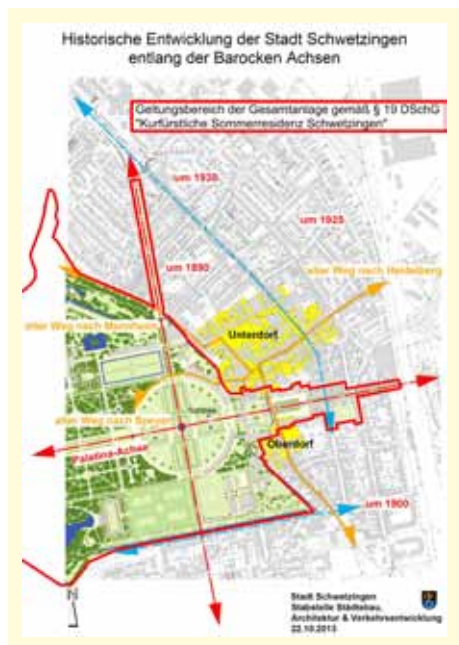 Historische Entwicklung der Stadt Schwetzingen
entlang der Barocken Achsen
Geltungsbereich der Gesamtanlage gemäß § 19 DSchG
"Kurfürstliche Sommerresidenz Schwetzingen"
um 1935
um 1925
um 1890
alter Weg nach Heidelberg
alter Weg nach Mannheim
Unterdorf
alter Weg nach Speyer
Oberdorf
Palatina-Achse
um 1900
N
Stadt Schwetzingen
Stabstelle Städtebau,
Architektur & Verkehrsentwicklung
22.10.2013